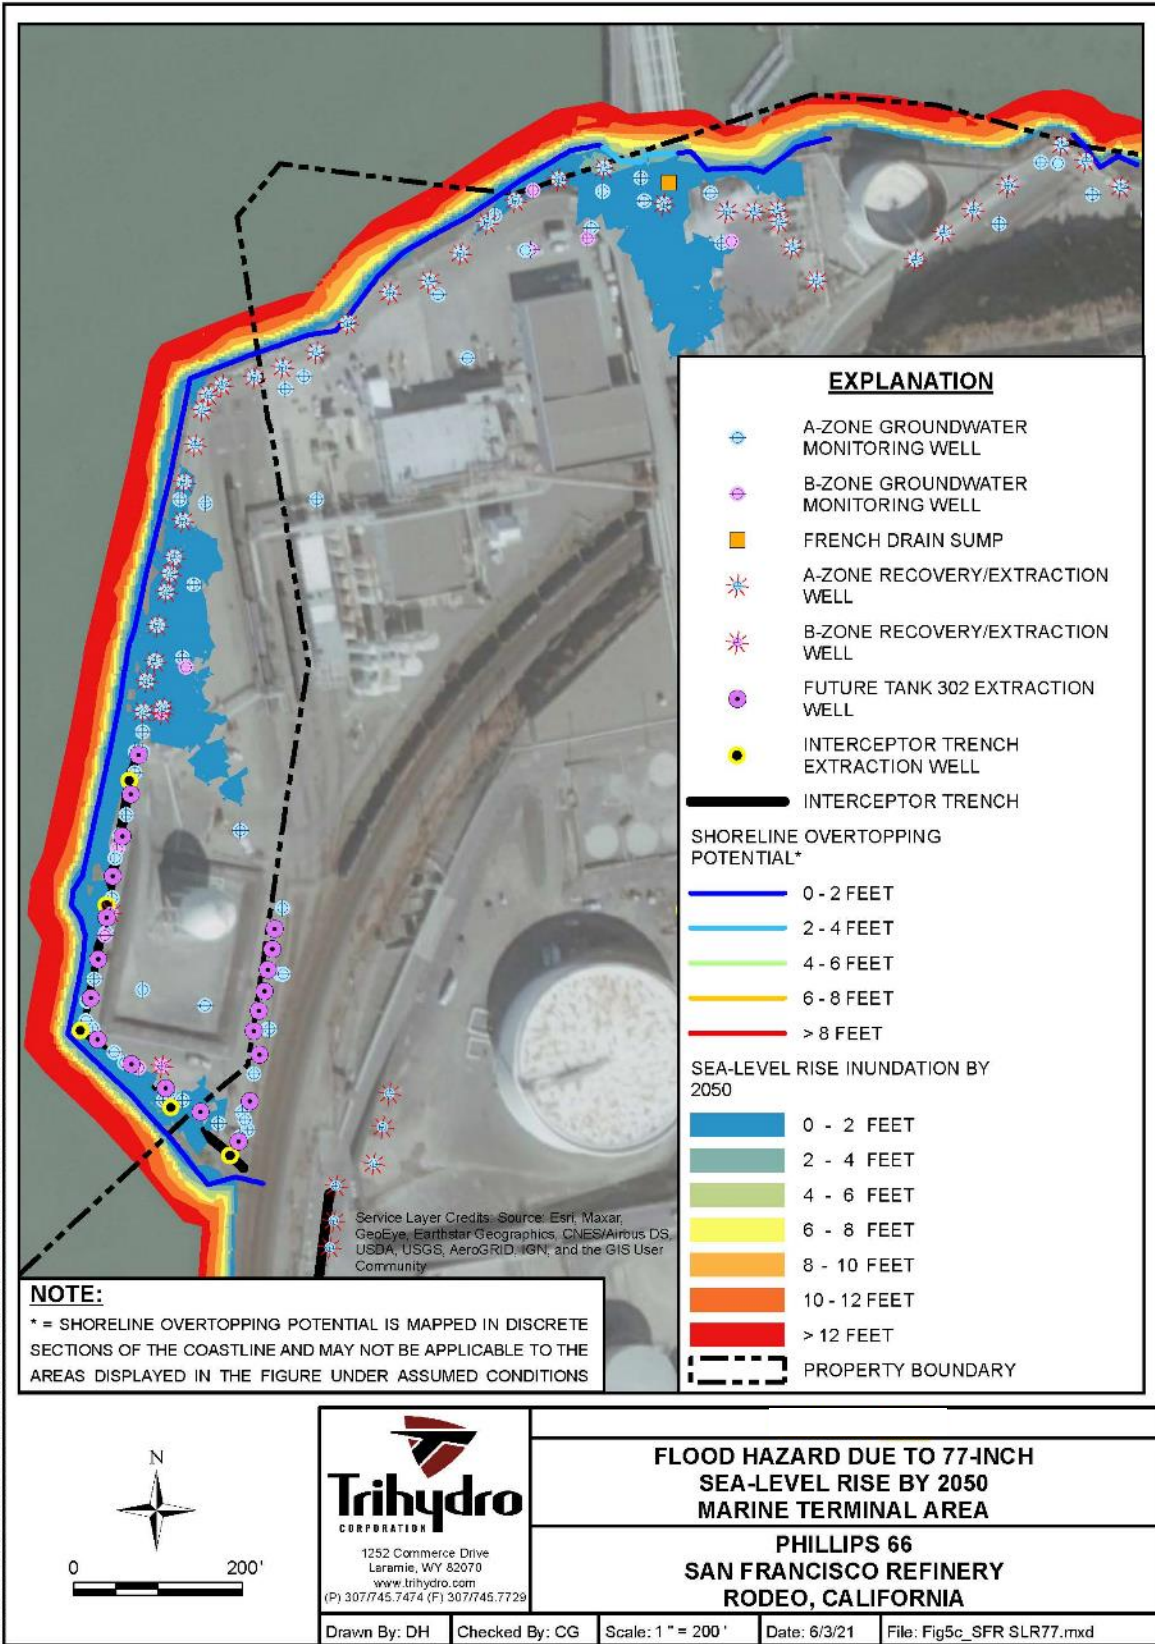 EXPLANATION
A-ZONE GROUNDWATER
MONITORING WELL
B-ZONE GROUNDWATER
MONITORING WELL
FRENCH DRAIN SUMP
A-ZONE RECOVERY/EXTRACTION
WELL
B-ZONE RECOVERY/EXTRACTION
WELL
FUTURE TANK 302 EXTRACTION
WELL
INTERCEPTOR TRENCH
EXTRACTION WELL
INTERCEPTOR TRENCH
SHORELINE OVERTOPPING
POTENTIAL*
0 - 2 FEET
2 - 4 FEET
4 - 6 FEET
6 - 8 FEET
> 8 FEET
SEA-LEVEL RISE INUNDATION BY
2050
0 - 2 FEET
2 - 4 FEET
4 - 6 FEET
6 - 8 FEET
8 - 10 FEET
10 - 12 FEET
> 12 FEET
PROPERTY BOUNDARY
Service Layer Credits: Source: Esri, Maxar,
GeoEye, Earthstar Geographics, CNES/Airbus DS,
USDA, USGS, AeroGRID, IGN, and the GIS User
Community
NOTE:
* = SHORELINE OVERTOPPING POTENTIAL IS MAPPED IN DISCRETE
SECTIONS OF THE COASTLINE AND MAY NOT BE APPLICABLE TO THE
AREAS DISPLAYED IN THE FIGURE UNDER ASSUMED CONDITIONS
N
0 200'
Trihydro
CORPORATION
1252 Commerce Drive
Laramie, WY 82070
www.trihydro.com
(P) 307/745.7474 (F) 307/745.7729
FLOOD HAZARD DUE TO 77-INCH
SEA-LEVEL RISE BY 2050
MARINE TERMINAL AREA
PHILLIPS 66
SAN FRANCISCO REFINERY
RODEO, CALIFORNIA
Drawn By: DH Checked By: CG Scale: 1 " = 200 ' Date: 6/3/21 File: Fig5c_SFR SLR77.mxd